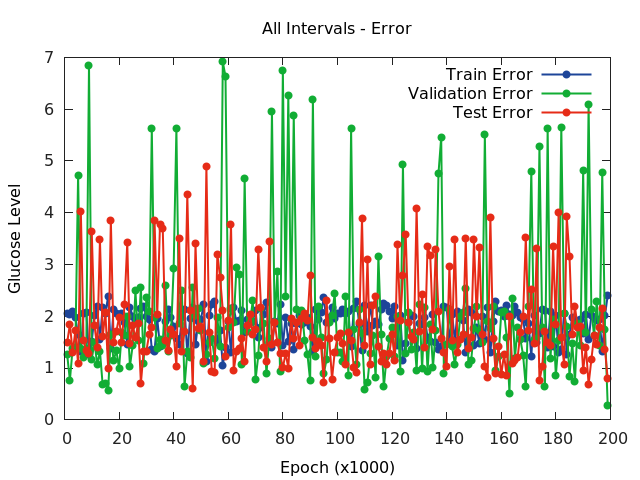 All Intervals - Error
Train Error
Validation Error
Test Error
7
6
5
4
3
2
1
0
Glucose Level
0 20 40 60 80 100 120 140 160 180 200
Epoch (x1000)